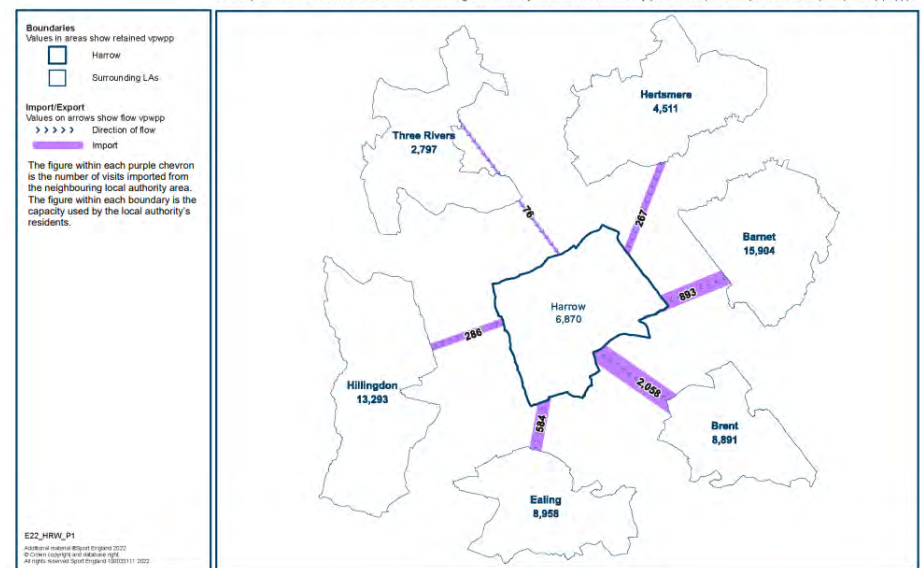 Boundaries
Values in areas show retained vpwpp
Harrow
Surrounding LAs
Import/Export
Values on arrows show flow vpwpp
Direction of flow
Import
The figure within each purple chevron
is the number of visits imported from
the neighbouring local authority area.
The figure within each boundary is the
capacity used by the local authority's
residents.
E22_HRW_P1
Additional material ©Sport England 2022
© Crown copyright and database right.
All rights reserved Sport England 100033111 2022
Hertsmere
4,511
Three Rivers
2,797
76
267
Barnet
15,904
893
Harrow
6,870
286
Hillingdon
13,293
2,058
Brent
8,891
584
Ealing
8,958